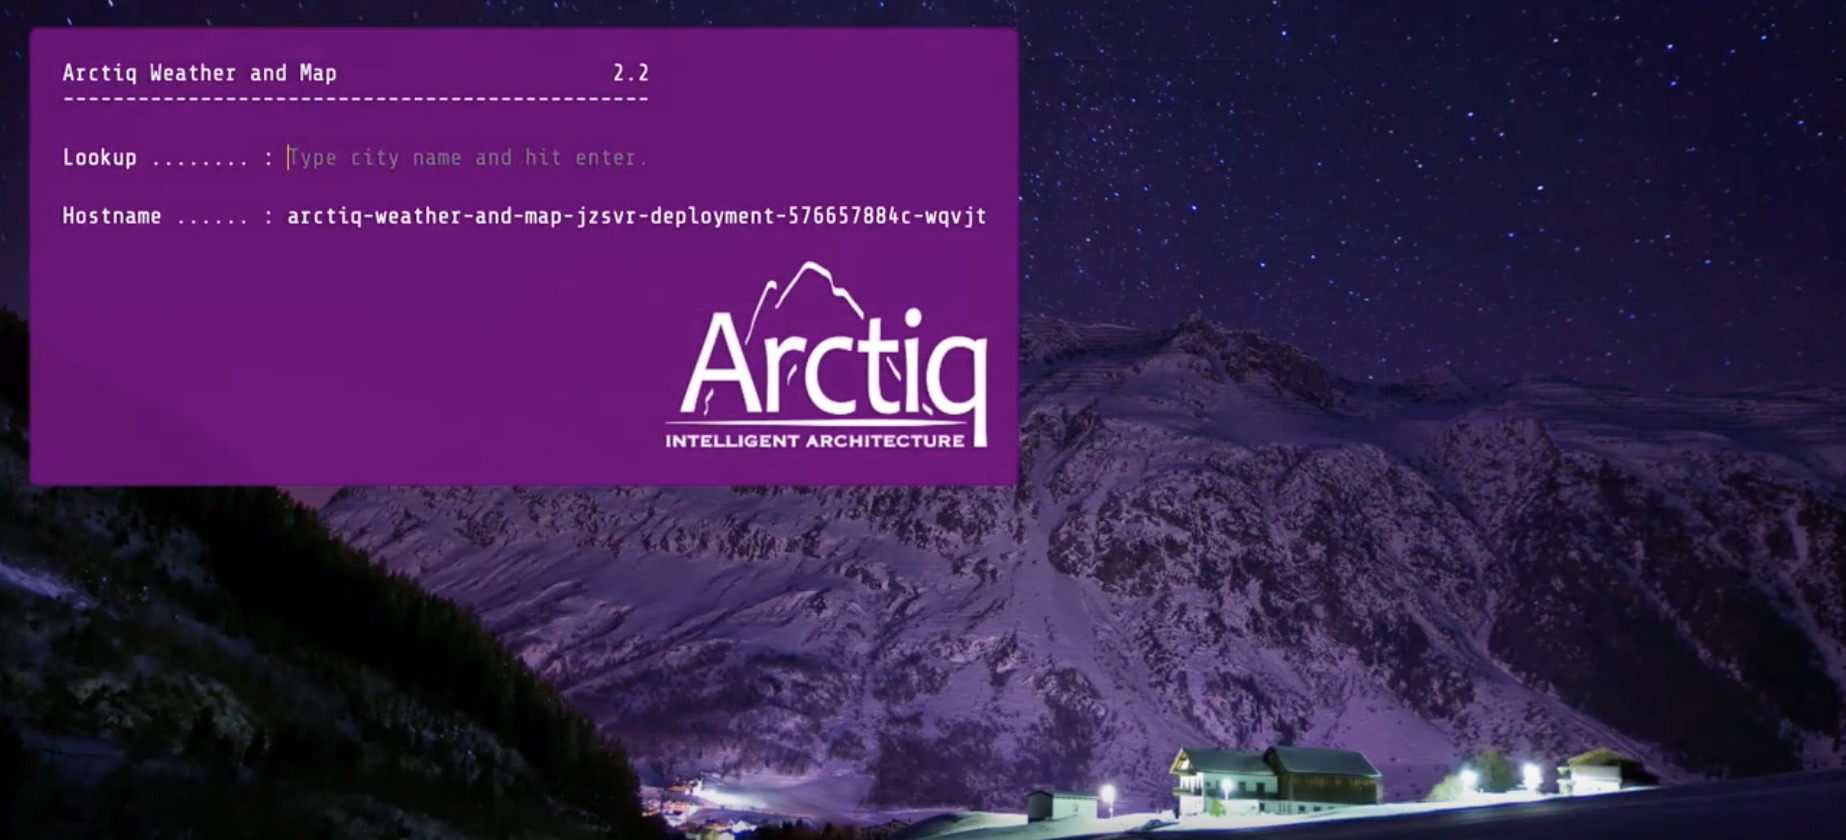 Arctiq Weather and Map 2.2
-----------------------------------------------
Lookup ........ : Type city name and hit enter.
Hostname ...... : arctiq-weather-and-map-jzsvr-deployment-576657884c-wqvjt
Arctiq
INTELLIGENT ARCHITECTURE